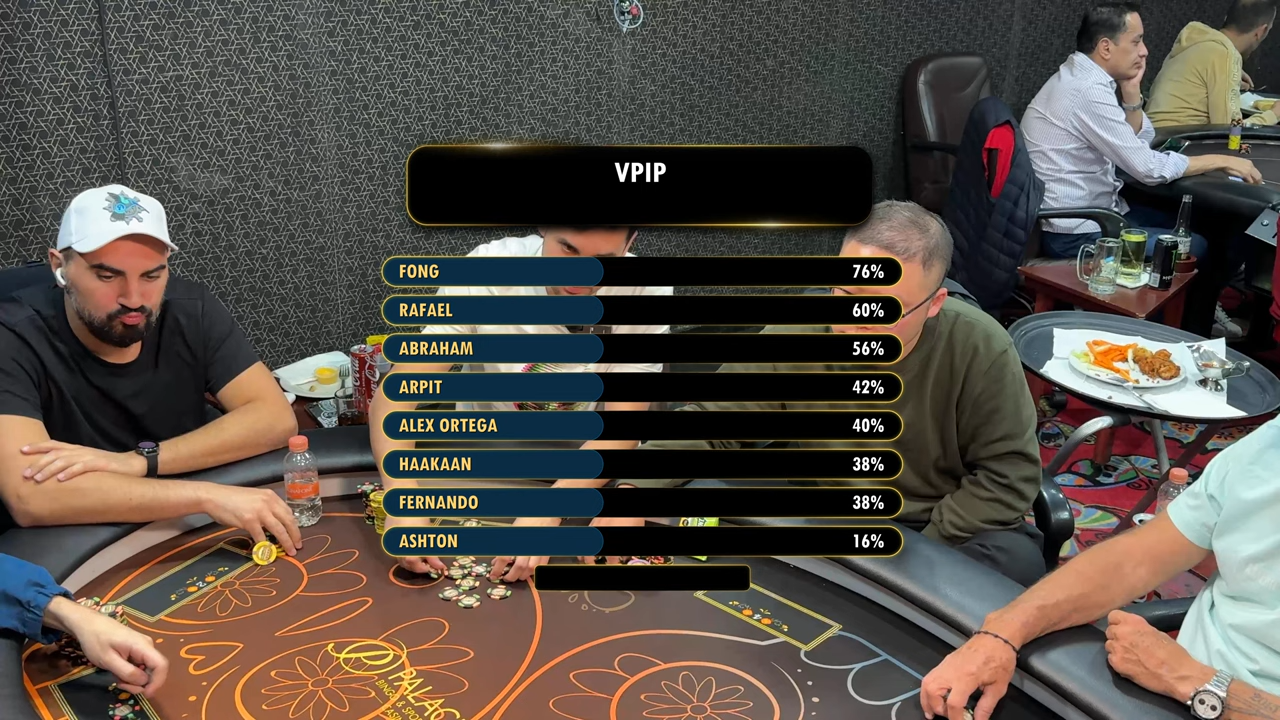 VPIP
FONG 76%
RAFAEL 60%
ABRAHAM 56%
ARPIT 42%
ALEX ORTEGA 40%
HAAKAAN 38%
FERNANDO 38%
ASHTON 16%